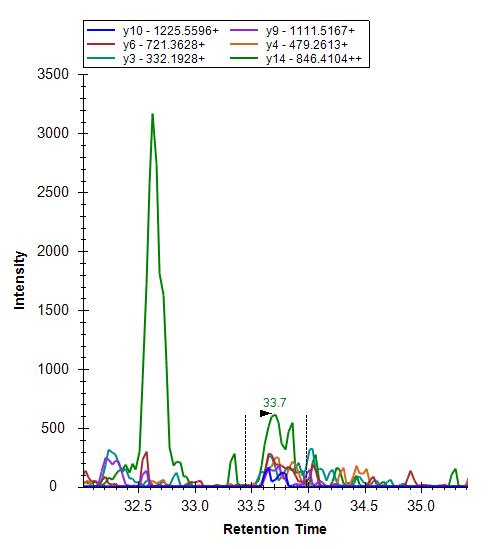 y10 - 1225.5596+ y9 - 1111.5167+
y6 - 721.3628+ y4 - 479.2613+
y3 - 332.1928+ y14 - 846.4104++
3500
3000
2500
2000
1500
1000
500
0
Intensity
33.7
32.5 33.0 33.5 34.0 34.5 35.0
Retention Time